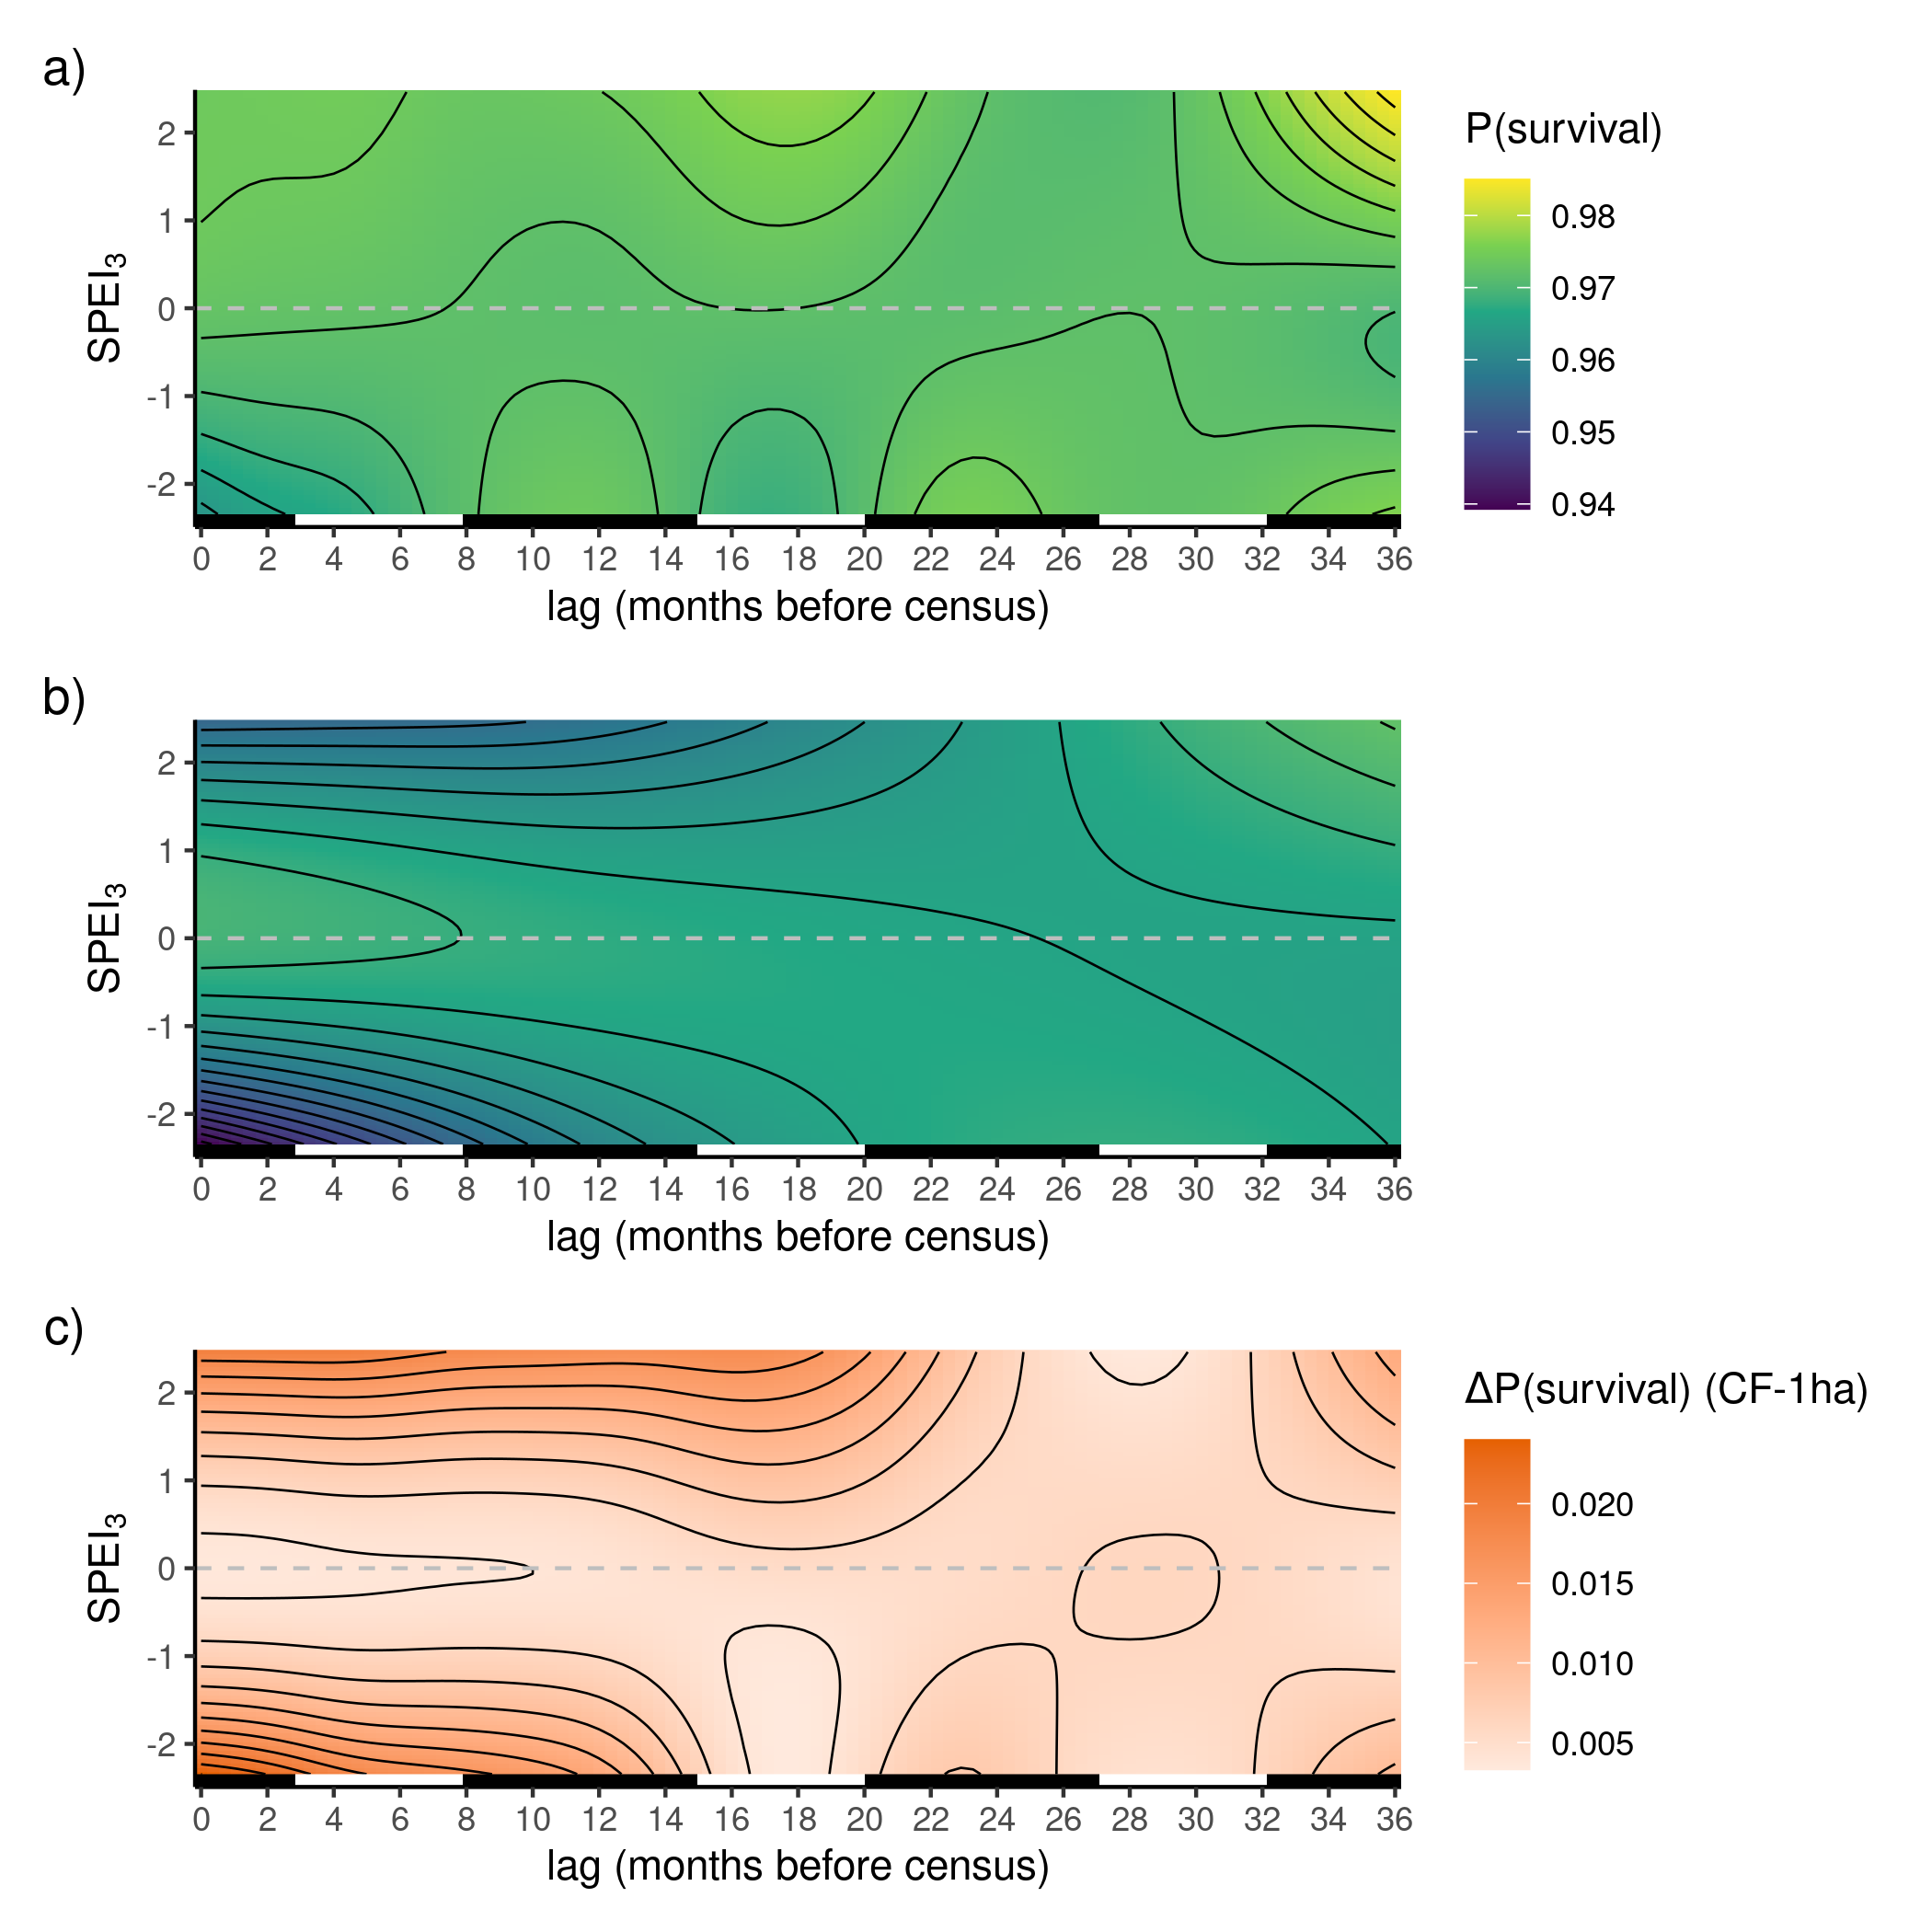 a)
2
1
0
-1
-2
SPEI3
0 2 4 6 8 10 12 14 16 18 20 22 24 26 28 30 32 34 36
lag (months before census)
P(survival)
0.98
0.97
0.96
0.95
0.94
b)
2
1
0
-1
-2
SPEI3
0 2 4 6 8 10 12 14 16 18 20 22 24 26 28 30 32 34 36
lag (months before census)
c)
2
1
0
-1
-2
SPEI3
0 2 4 6 8 10 12 14 16 18 20 22 24 26 28 30 32 34 36
lag (months before census)
ΔP(survival) (CF-1ha)
0.020
0.015
0.010
0.005